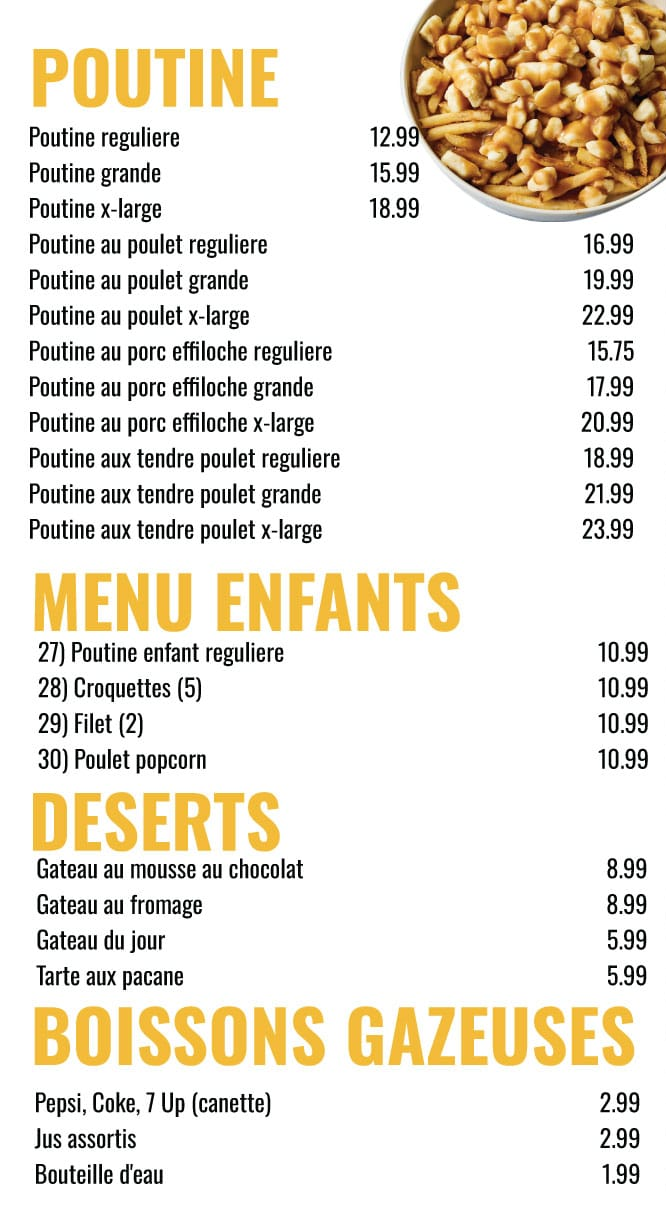 POUTINE
Poutine reguliere 12.99
Poutine grande 15.99
Poutine x-large 18.99
Poutine au poulet reguliere 16.99
Poutine au poulet grande 19.99
Poutine au poulet x-large 22.99
Poutine au porc effiloche reguliere 15.75
Poutine au porc effiloche grande 17.99
Poutine au porc effiloche x-large 20.99
Poutine aux tendre poulet reguliere 18.99
Poutine aux tendre poulet grande 21.99
Poutine aux tendre poulet x-large 23.99
MENU ENFANTS
27) Poutine enfant reguliere 10.99
28) Croquettes (5) 10.99
29) Filet (2) 10.99
30) Poulet popcorn 10.99
DESERTS
Gateau au mousse au chocolat 8.99
Gateau au fromage 8.99
Gateau du jour 5.99
Tarte aux pacane 5.99
BOISSONS GAZEUSES
Pepsi, Coke, 7 Up (canette) 2.99
Jus assortis 2.99
Bouteille d'eau 1.99